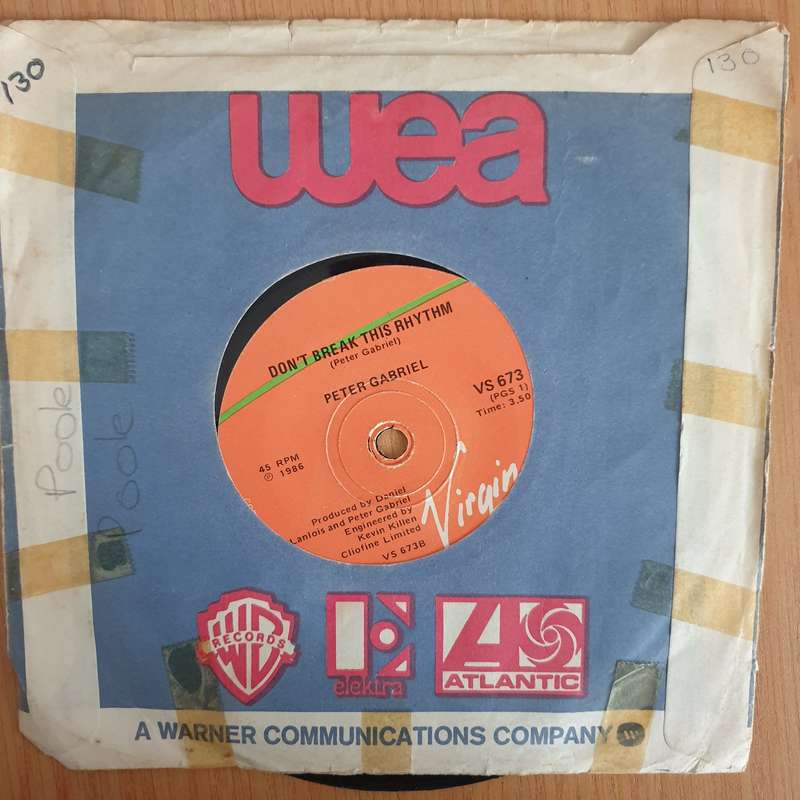 130
130
wea
DON'T BREAK THIS RHYTHM
(Peter Gabriel)
PETER GABRIEL
VS 673
(PGS 1)
Time: 3.50
45 RPM
℗ 1986
Produced by Daniel
Lanlois and Peter Gabriel
Engineered by
Kevin Killen
Cliofine Limited
VS 673B
Virgin
Poole
Poole
WB
RECORDS
elektra
ATLANTIC
A WARNER COMMUNICATIONS COMPANY